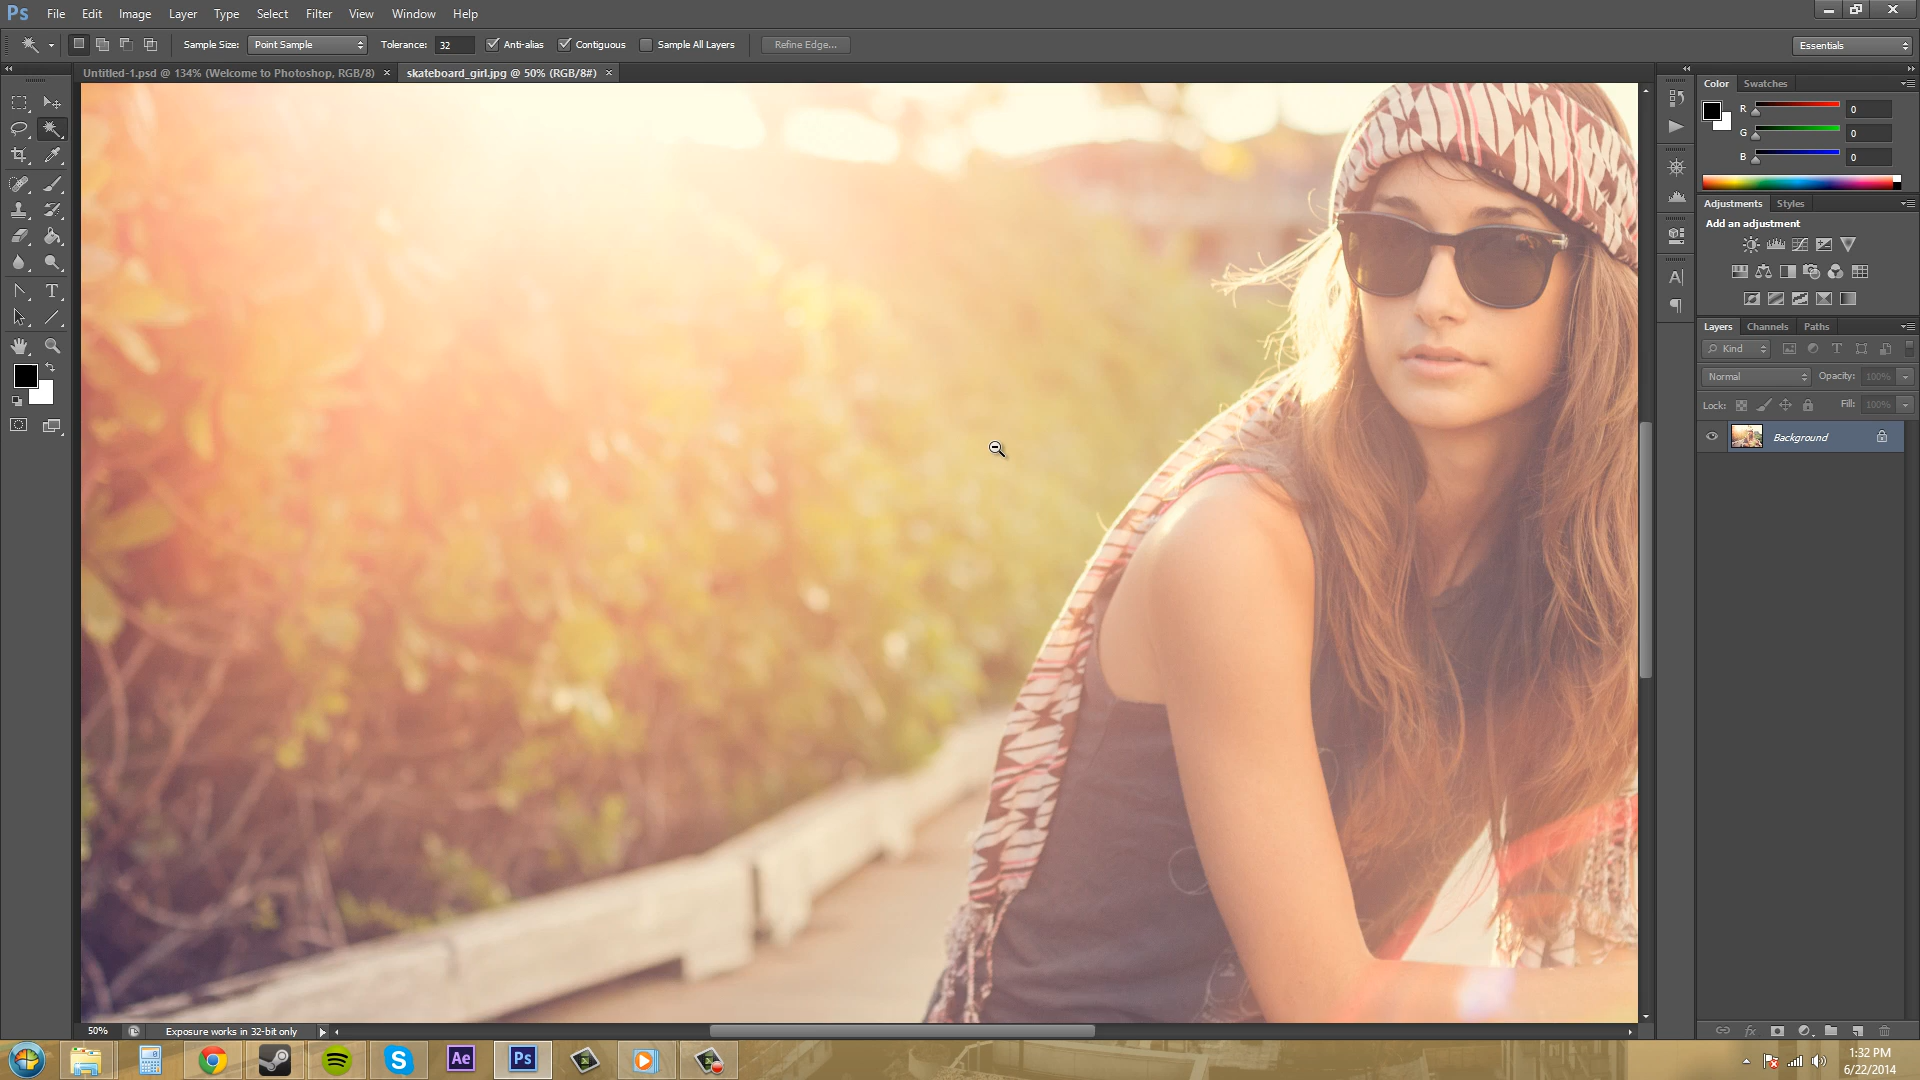 Ps File Edit Image Layer Type Select Filter View Window Help
Sample Size: Point Sample Tolerance: 32 Anti-alias Contiguous Sample All Layers Refine Edge... Essentials
Untitled-1.psd @ 134% (Welcome to Photoshop, RGB/8) × skateboard_girl.jpg @ 50% (RGB/8#) ×
Color Swatches
R 0
G 0
B 0
Adjustments Styles
Add an adjustment
Layers Channels Paths
Kind
Normal Opacity: 100%
Lock: Fill: 100%
Background
50% Exposure works in 32-bit only
Ae Ps
1:32 PM
6/22/2014